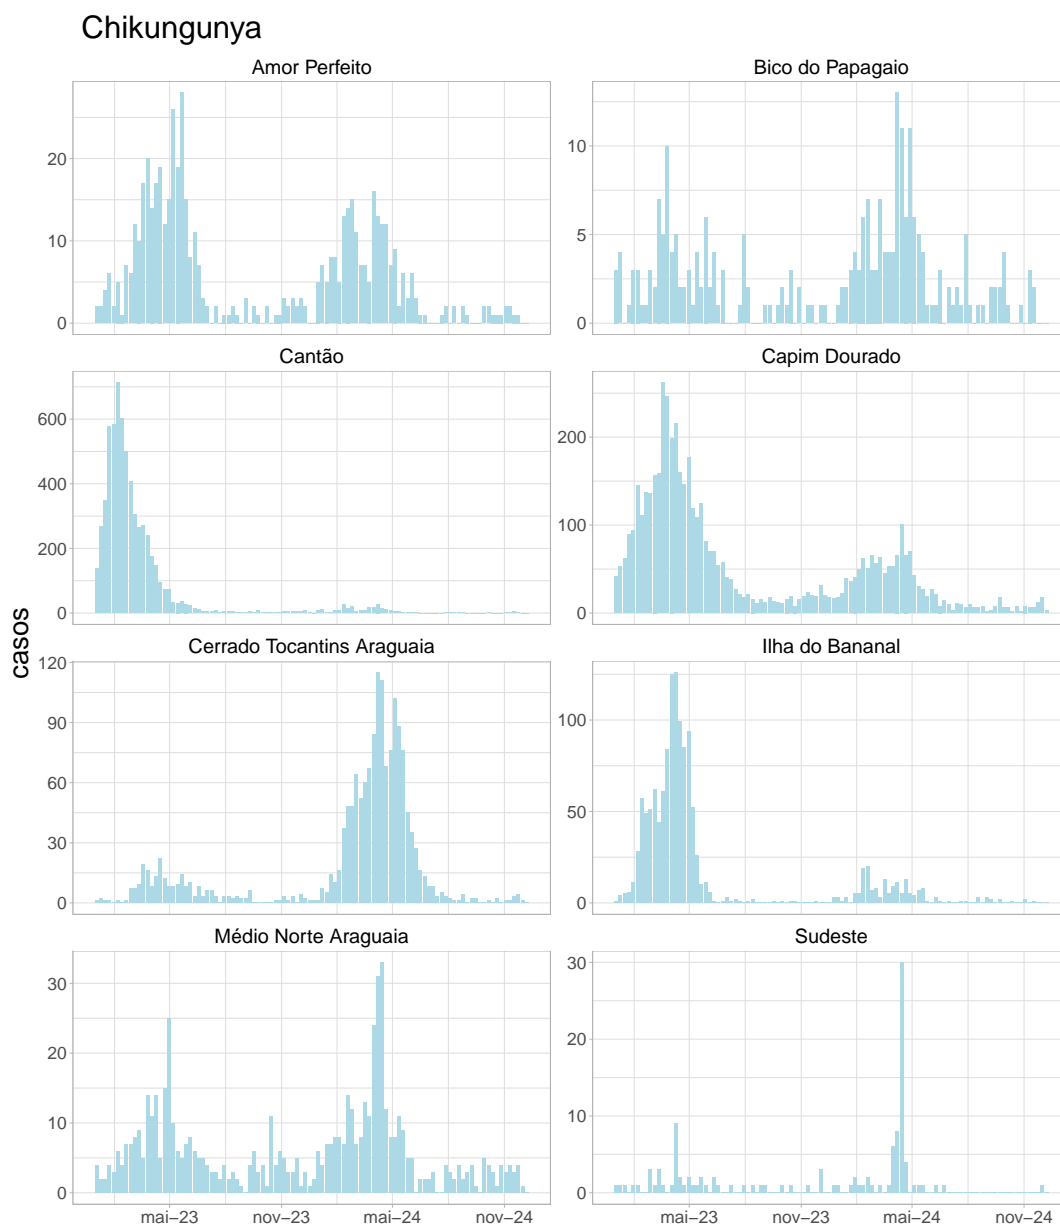 Chikungunya
Amor Perfeito
Bico do Papagaio
20
10
0
10
5
0
Cantão
Capim Dourado
600
400
200
0
200
100
0
casos
Cerrado Tocantins Araguaia
Ilha do Bananal
120
90
60
30
0
100
50
0
Médio Norte Araguaia
Sudeste
30
20
10
0
30
20
10
0
mai–23
nov–23
mai–24
nov–24
mai–23
nov–23
mai–24
nov–24